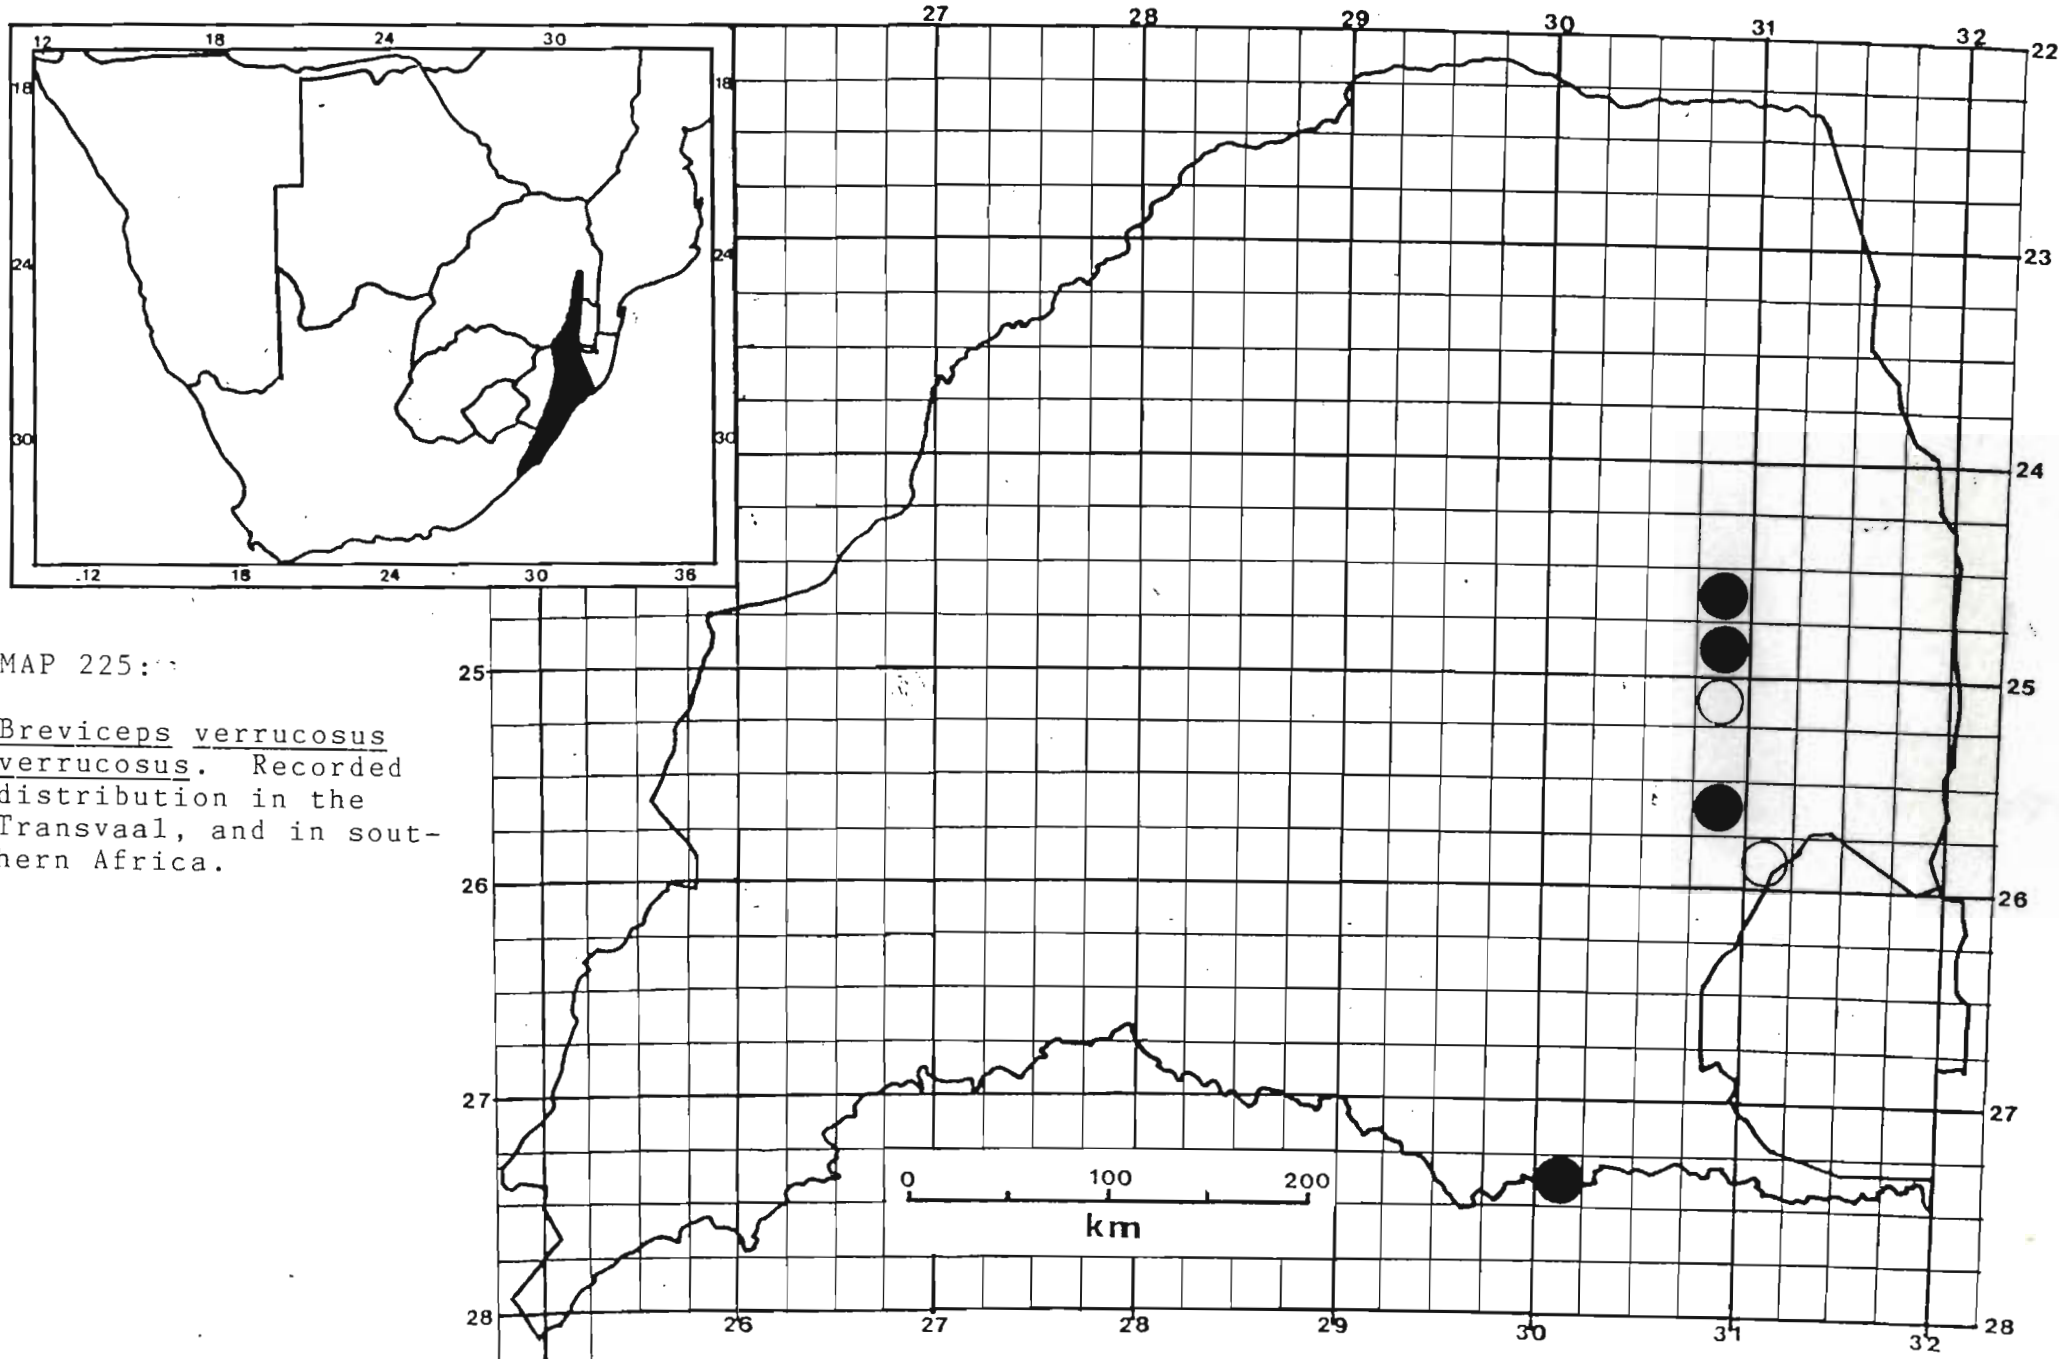 27 28 29 30 31 32
22
12 18 24 30
18 18
24 24
30 30
12 18 24 30 36
23
24
MAP 225:
25 25
Breviceps verrucosus
verrucosus. Recorded
distribution in the
Transvaal, and in sout-
hern Africa.
26 26
27 27
0 100 200
km
28 28
26 27 28 29 30 31 32